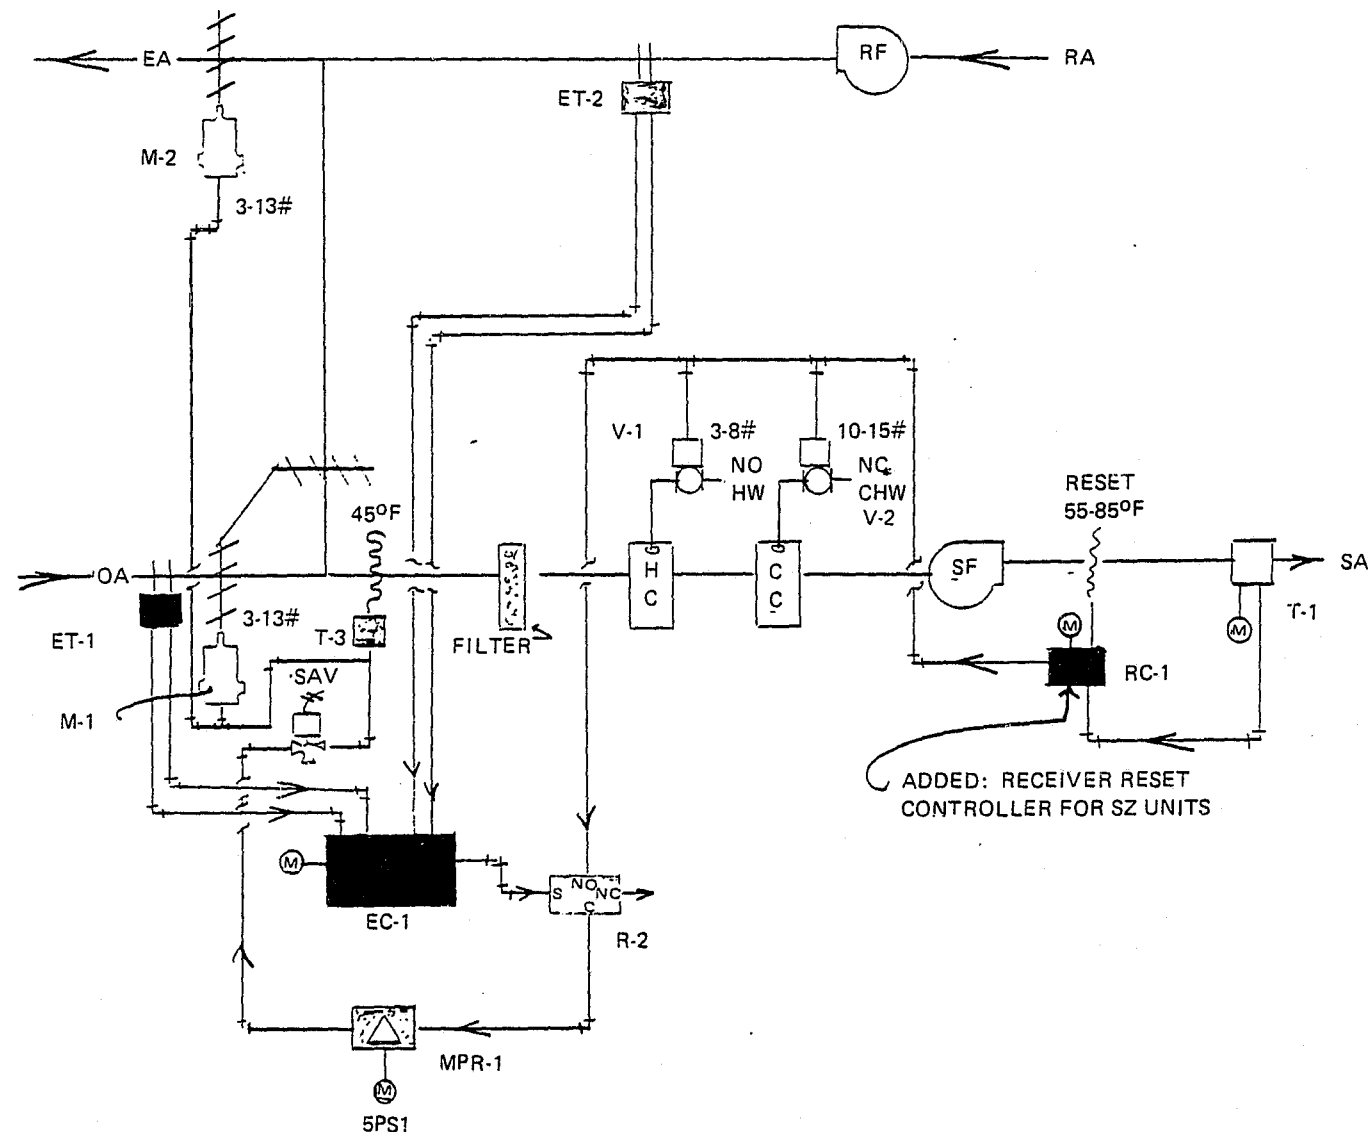 EA
RF
RA
ET-2
M-2
3-13#
V-1
3-8#
10-15#
NO
HW
NC
CHW
V-2
RESET
55-85ºF
45ºF
OA
H
C
C
C
SF
SA
ET-1
3-13#
T-3
FILTER
M
M
T-1
SAV
RC-1
M-1
ADDED: RECEIVER RESET
CONTROLLER FOR SZ UNITS
M
EC-1
S
NO
NC
C
R-2
MPR-1
M
5PS1